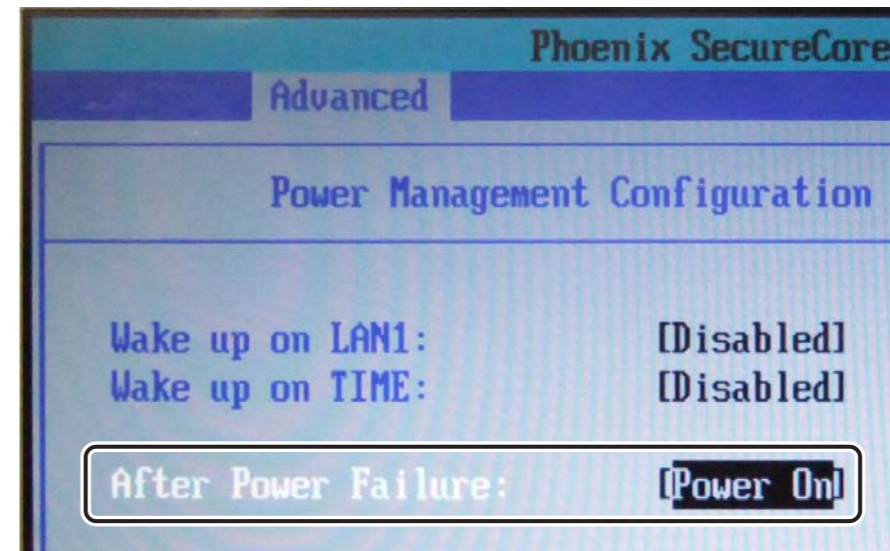 Phoenix SecureCore
Advanced
Power Management Configuration
Wake up on LAN1: [Disabled]
Wake up on TIME: [Disabled]
After Power Failure: [Power On]